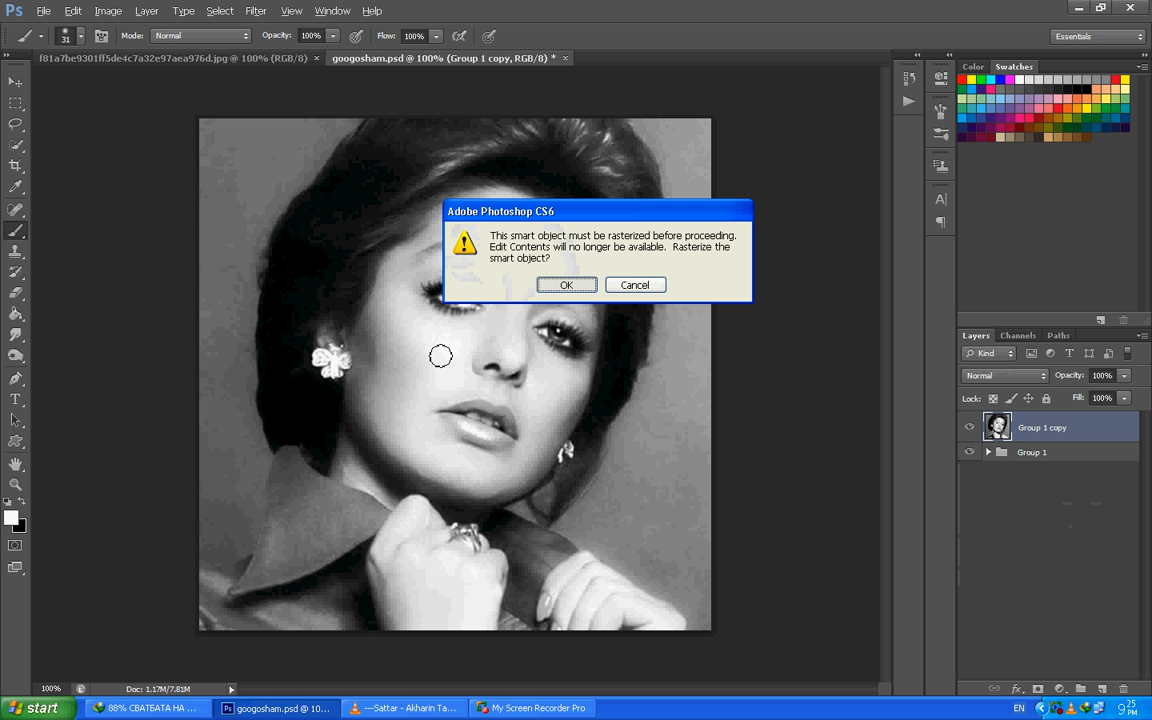 Ps File Edit Image Layer Type Select Filter View Window Help
31 Mode: Normal Opacity: 100% Flow: 100% Essentials
f81a7be9301ff5de4c7a32e97aea976d.jpg @ 100% (RGB/8) × googosham.psd @ 100% (Group 1 copy, RGB/8) * ×
Color Swatches
Adobe Photoshop CS6
This smart object must be rasterized before proceeding.
Edit Contents will no longer be available. Rasterize the
smart object?
OK Cancel
Layers Channels Paths
Kind
Normal Opacity: 100%
Lock: Fill: 100%
Group 1 copy
Group 1
100% Doc: 1.17M/7.81M
start 88% СВАТБАТА НА ... googosham.psd @ 10... ---Sattar - Akharin Ta... My Screen Recorder Pro EN 9:25
PM